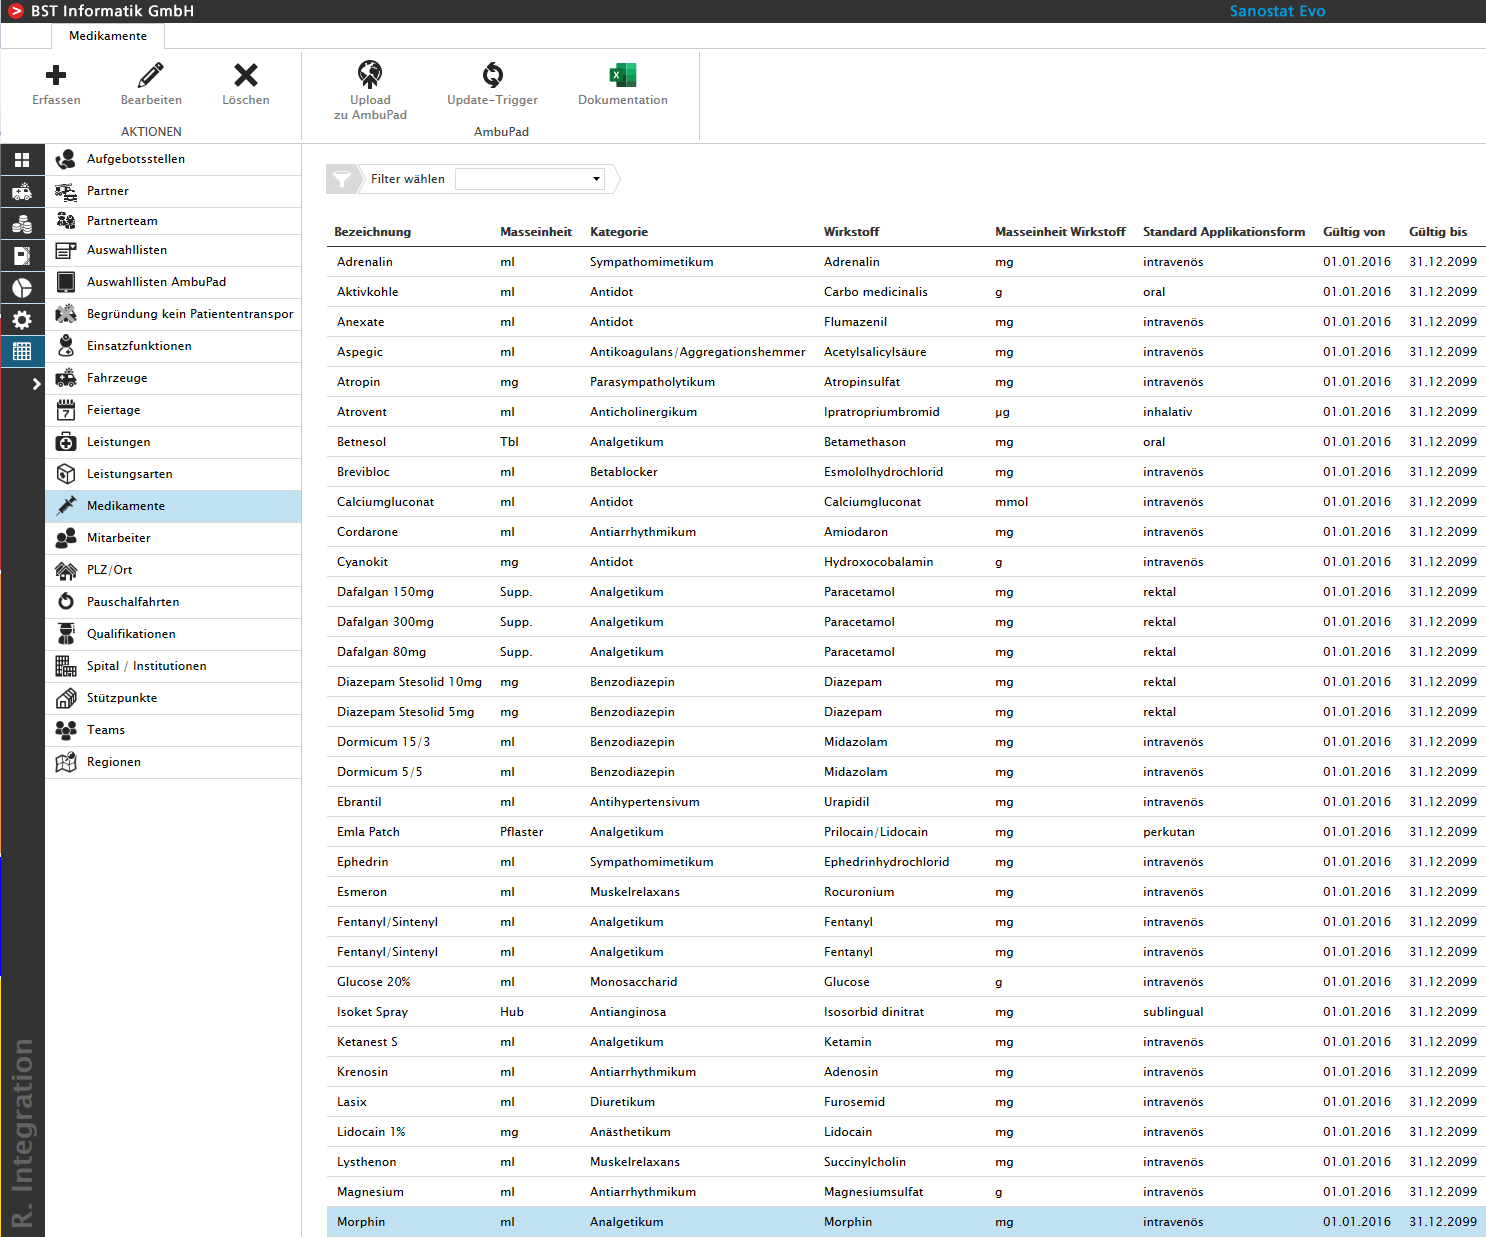 BST Informatik GmbH
Sanostat Evo
Medikamente
Erfassen Bearbeiten Löschen
AKTIONEN
Upload
zu AmbuPad
Update-Trigger
Dokumentation
AmbuPad
Aufgebotsstellen
Partner
Partnerteam
Auswahllisten
Auswahllisten AmbuPad
Begründung kein Patiententranspor
Einsatzfunktionen
Fahrzeuge
Feiertage
Leistungen
Leistungsarten
Medikamente
Mitarbeiter
PLZ/Ort
Pauschalfahrten
Qualifikationen
Spital / Institutionen
Stützpunkte
Teams
Regionen
R. Integration
Filter wählen
Bezeichnung Masseinheit Kategorie Wirkstoff Masseinheit Wirkstoff Standard Applikationsform Gültig von Gültig bis
Adrenalin ml Sympathomimetikum Adrenalin mg intravenös 01.01.2016 31.12.2099
Aktivkohle ml Antidot Carbo medicinalis g oral 01.01.2016 31.12.2099
Anexate ml Antidot Flumazenil mg intravenös 01.01.2016 31.12.2099
Aspegic ml Antikoagulans/Aggregationshemmer Acetylsalicylsäure mg intravenös 01.01.2016 31.12.2099
Atropin mg Parasympatholytikum Atropinsulfat mg intravenös 01.01.2016 31.12.2099
Atrovent ml Anticholinergikum Ipratropriumbromid µg inhalativ 01.01.2016 31.12.2099
Betnesol Tbl Analgetikum Betamethason mg oral 01.01.2016 31.12.2099
Brevibloc ml Betablocker Esmololhydrochlorid mg intravenös 01.01.2016 31.12.2099
Calciumgluconat ml Antidot Calciumgluconat mmol intravenös 01.01.2016 31.12.2099
Cordarone ml Antiarrhythmikum Amiodaron mg intravenös 01.01.2016 31.12.2099
Cyanokit mg Antidot Hydroxocobalamin g intravenös 01.01.2016 31.12.2099
Dafalgan 150mg Supp. Analgetikum Paracetamol mg rektal 01.01.2016 31.12.2099
Dafalgan 300mg Supp. Analgetikum Paracetamol mg rektal 01.01.2016 31.12.2099
Dafalgan 80mg Supp. Analgetikum Paracetamol mg rektal 01.01.2016 31.12.2099
Diazepam Stesolid 10mg mg Benzodiazepin Diazepam mg rektal 01.01.2016 31.12.2099
Diazepam Stesolid 5mg mg Benzodiazepin Diazepam mg rektal 01.01.2016 31.12.2099
Dormicum 15/3 ml Benzodiazepin Midazolam mg intravenös 01.01.2016 31.12.2099
Dormicum 5/5 ml Benzodiazepin Midazolam mg intravenös 01.01.2016 31.12.2099
Ebrantil ml Antihypertensivum Urapidil mg intravenös 01.01.2016 31.12.2099
Emla Patch Pflaster Analgetikum Prilocain/Lidocain mg perkutan 01.01.2016 31.12.2099
Ephedrin ml Sympathomimetikum Ephedrinhydrochlorid mg intravenös 01.01.2016 31.12.2099
Esmeron ml Muskelrelaxans Rocuronium mg intravenös 01.01.2016 31.12.2099
Fentanyl/Sintenyl ml Analgetikum Fentanyl mg intravenös 01.01.2016 31.12.2099
Fentanyl/Sintenyl ml Analgetikum Fentanyl mg intravenös 01.01.2016 31.12.2099
Glucose 20% ml Monosaccharid Glucose g intravenös 01.01.2016 31.12.2099
Isoket Spray Hub Antianginosa Isosorbid dinitrat mg sublingual 01.01.2016 31.12.2099
Ketanest S ml Analgetikum Ketamin mg intravenös 01.01.2016 31.12.2099
Krenosin ml Antiarrhythmikum Adenosin mg intravenös 01.01.2016 31.12.2099
Lasix ml Diuretikum Furosemid mg intravenös 01.01.2016 31.12.2099
Lidocain 1% mg Anästhetikum Lidocain mg intravenös 01.01.2016 31.12.2099
Lysthenon ml Muskelrelaxans Succinylcholin mg intravenös 01.01.2016 31.12.2099
Magnesium ml Antiarrhythmikum Magnesiumsulfat g intravenös 01.01.2016 31.12.2099
Morphin ml Analgetikum Morphin mg intravenös 01.01.2016 31.12.2099